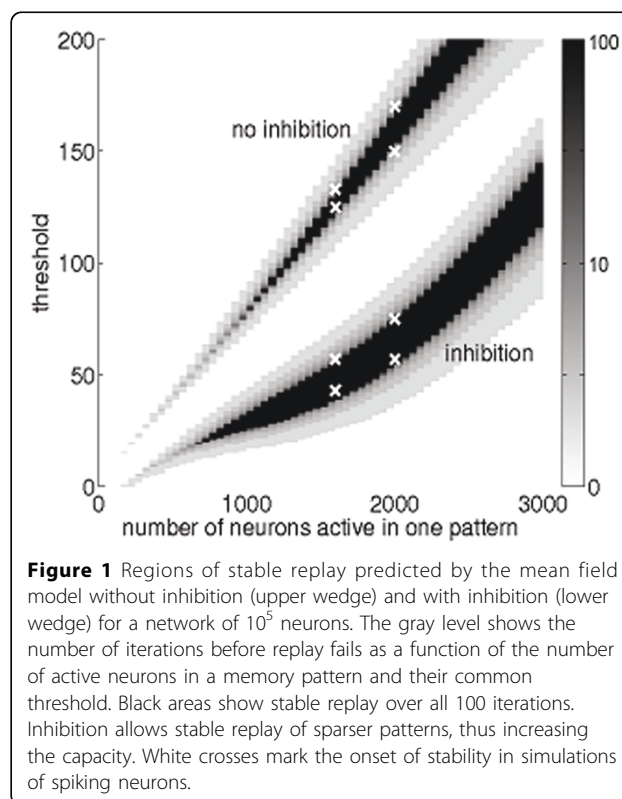 200
150
100
50
0
threshold
no inhibition
inhibition
0
1000
2000
3000
number of neurons active in one pattern
100
10
0
Figure 1 Regions of stable replay predicted by the mean field
model without inhibition (upper wedge) and with inhibition (lower
wedge) for a network of 10⁵ neurons. The gray level shows the
number of iterations before replay fails as a function of the number
of active neurons in a memory pattern and their common
threshold. Black areas show stable replay over all 100 iterations.
Inhibition allows stable replay of sparser patterns, thus increasing
the capacity. White crosses mark the onset of stability in simulations
of spiking neurons.